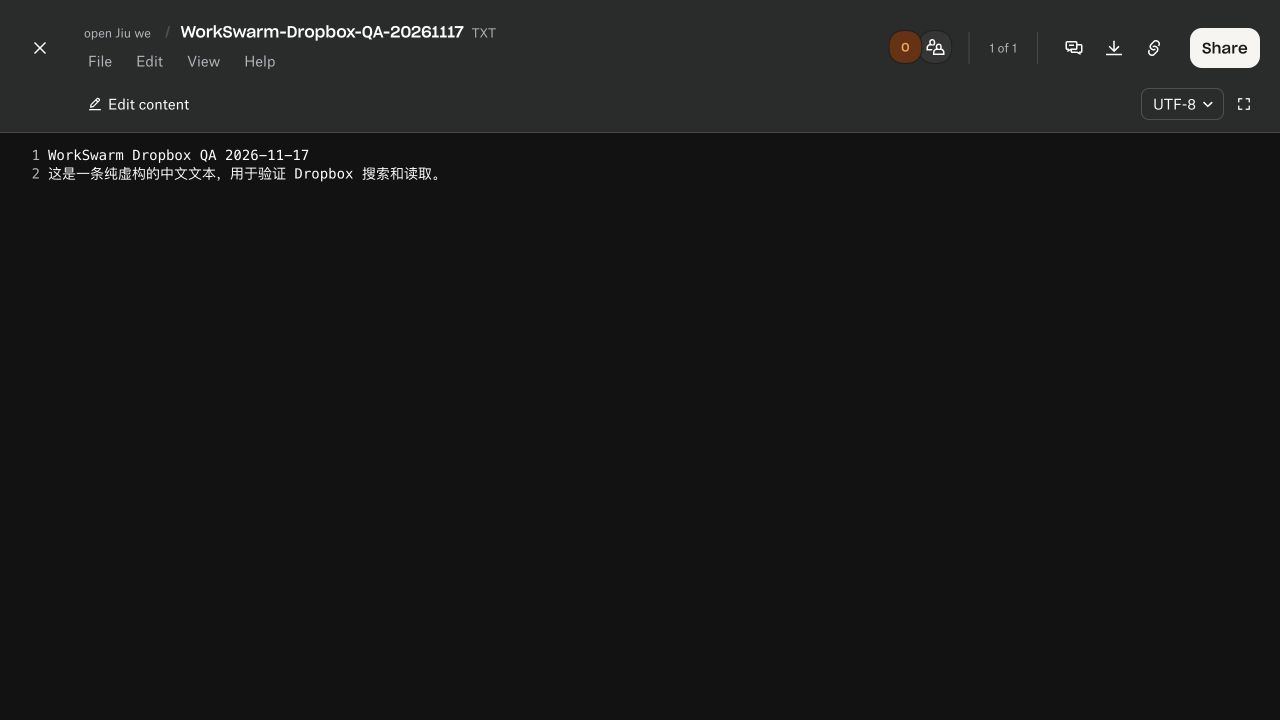 open Jiu we / WorkSwarm-Dropbox-QA-20261117 TXT
File Edit View Help
O
1 of 1
Share
Edit content
UTF-8
1 WorkSwarm Dropbox QA 2026-11-17
2 这是一条纯虚构的中文文本，用于验证 Dropbox 搜索和读取。